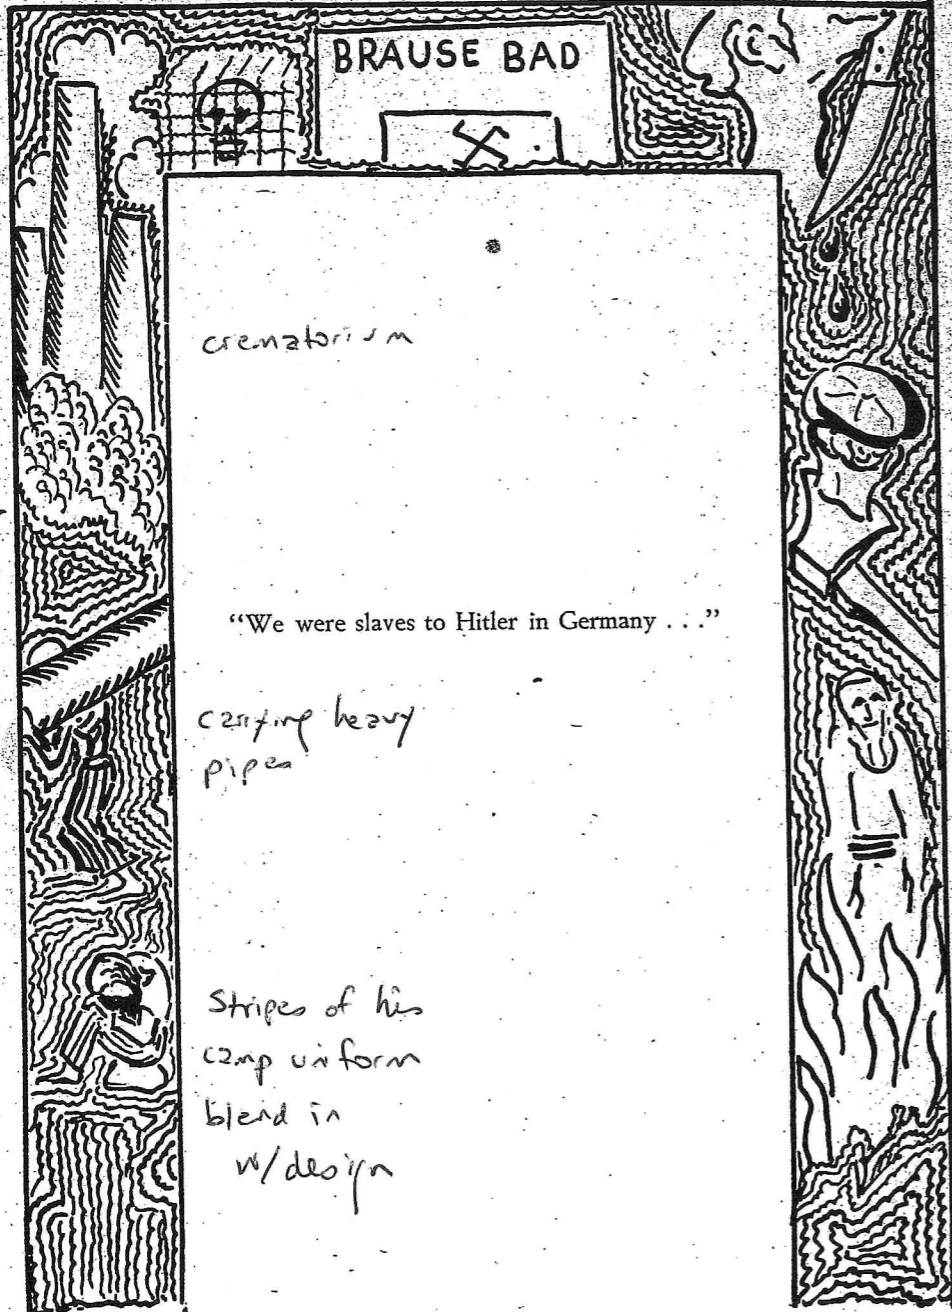 BRAUSE BAD
crematorium
“We were slaves to Hitler in Germany . . .”
carrying heavy
pipes
Stripes of his
camp uniform
blend in
w/design